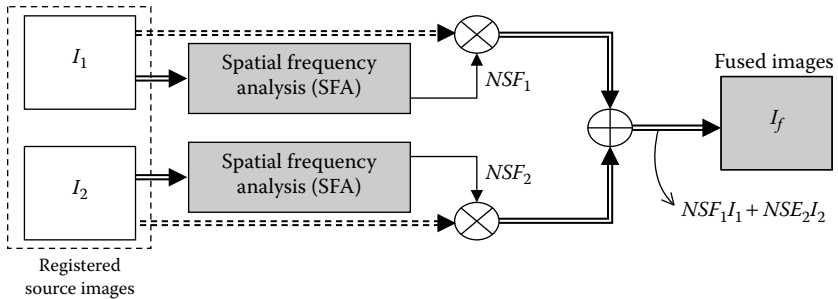 I1
Spatial frequency
analysis (SFA)
NSF1
Fused images
If
I2
Spatial frequency
analysis (SFA)
NSF2
NSF1I1 + NSE2I2
Registered
source images